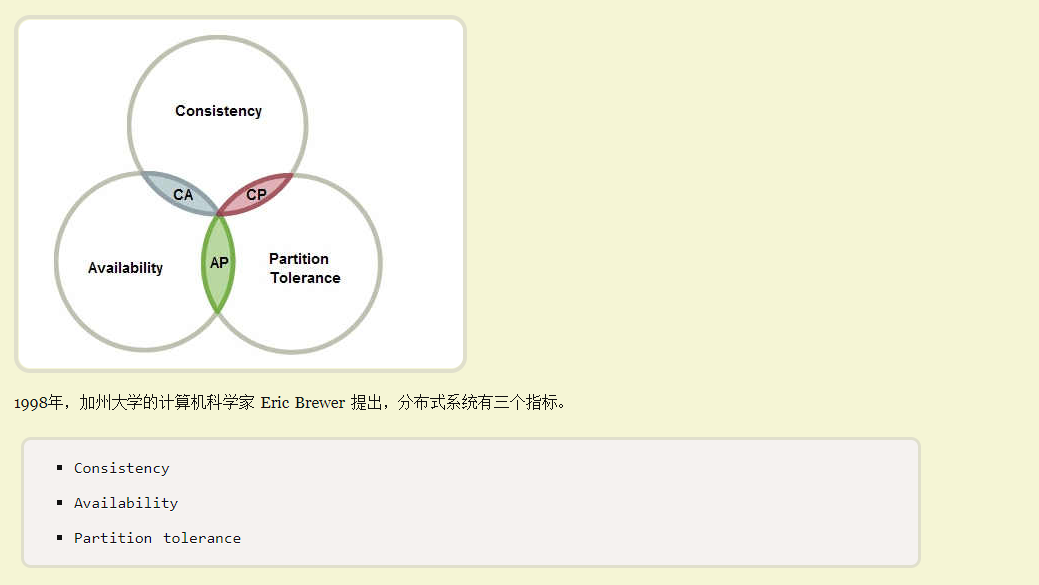 Consistency
CA
CP
Availability
AP
Partition
Tolerance
1998年，加州大学的计算机科学家 Eric Brewer 提出，分布式系统有三个指标。
Consistency
Availability
Partition tolerance